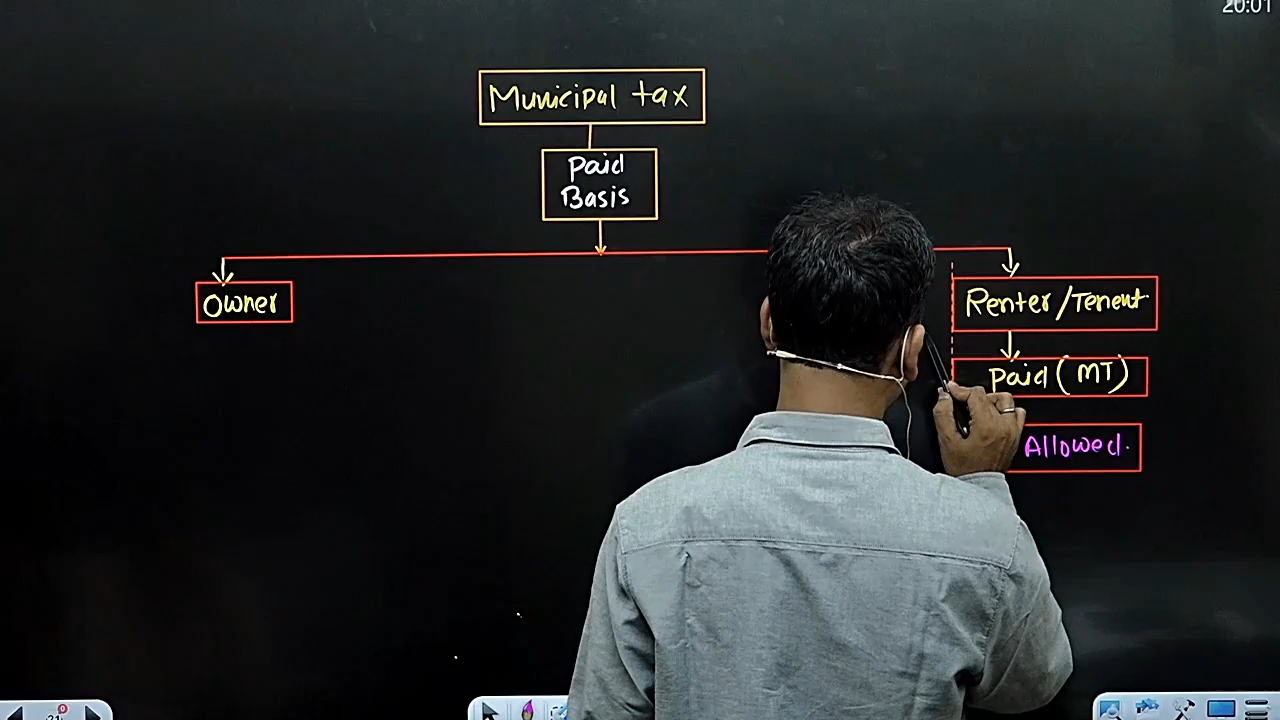 20:01
Municipal tax
Paid
Basis
Owner
Renter/Tenent
Paid (MT)
Allowed.